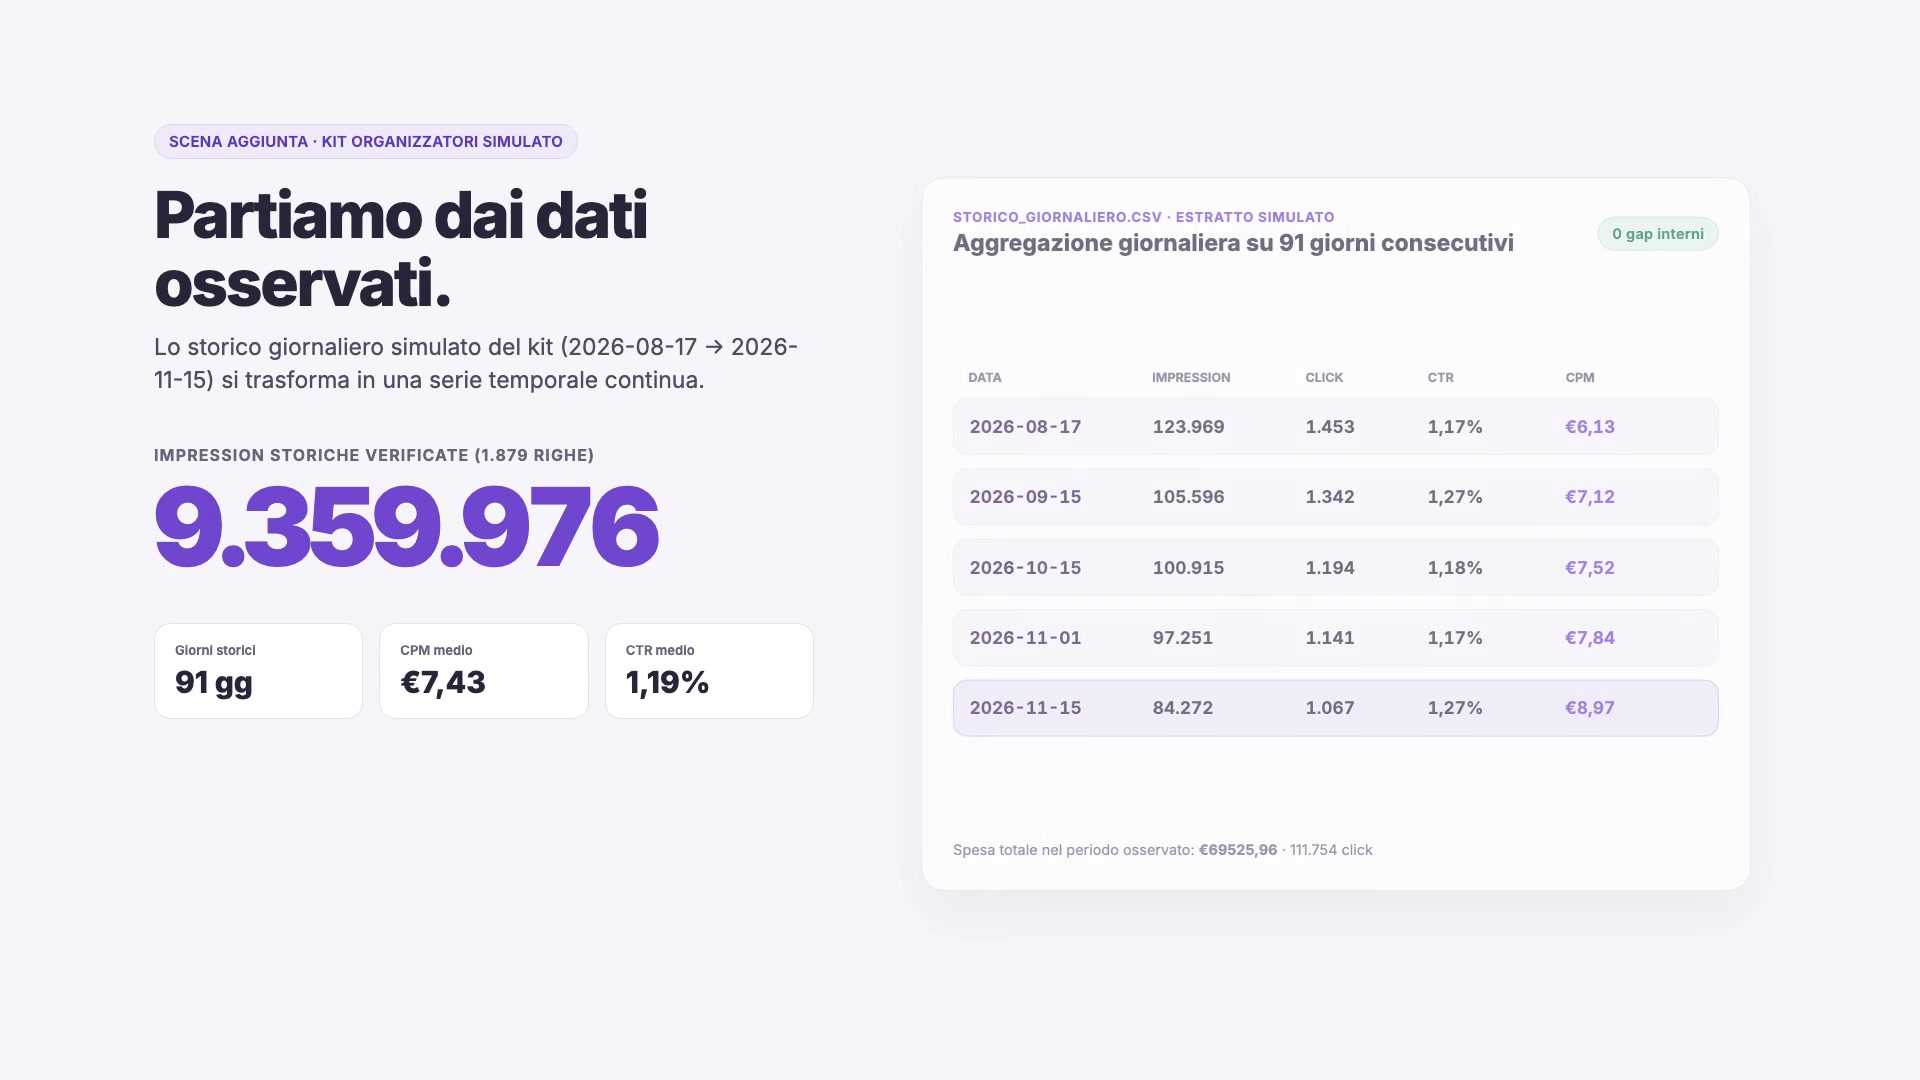 SCENA AGGIUNTA · KIT ORGANIZZATORI SIMULATO
Partiamo dai dati
osservati.
Lo storico giornaliero simulato del kit (2026-08-17 → 2026-
11-15) si trasforma in una serie temporale continua.
IMPRESSION STORICHE VERIFICATE (1.879 RIGHE)
9.359.976
Giorni storici
91 gg
CPM medio
€7,43
CTR medio
1,19%
STORICO_GIORNALIERO.CSV · ESTRATTO SIMULATO
Aggregazione giornaliera su 91 giorni consecutivi
0 gap interni
DATA IMPRESSION CLICK CTR CPM
2026-08-17 123.969 1.453 1,17% €6,13
2026-09-15 105.596 1.342 1,27% €7,12
2026-10-15 100.915 1.194 1,18% €7,52
2026-11-01 97.251 1.141 1,17% €7,84
2026-11-15 84.272 1.067 1,27% €8,97
Spesa totale nel periodo osservato: €69525,96 · 111.754 click